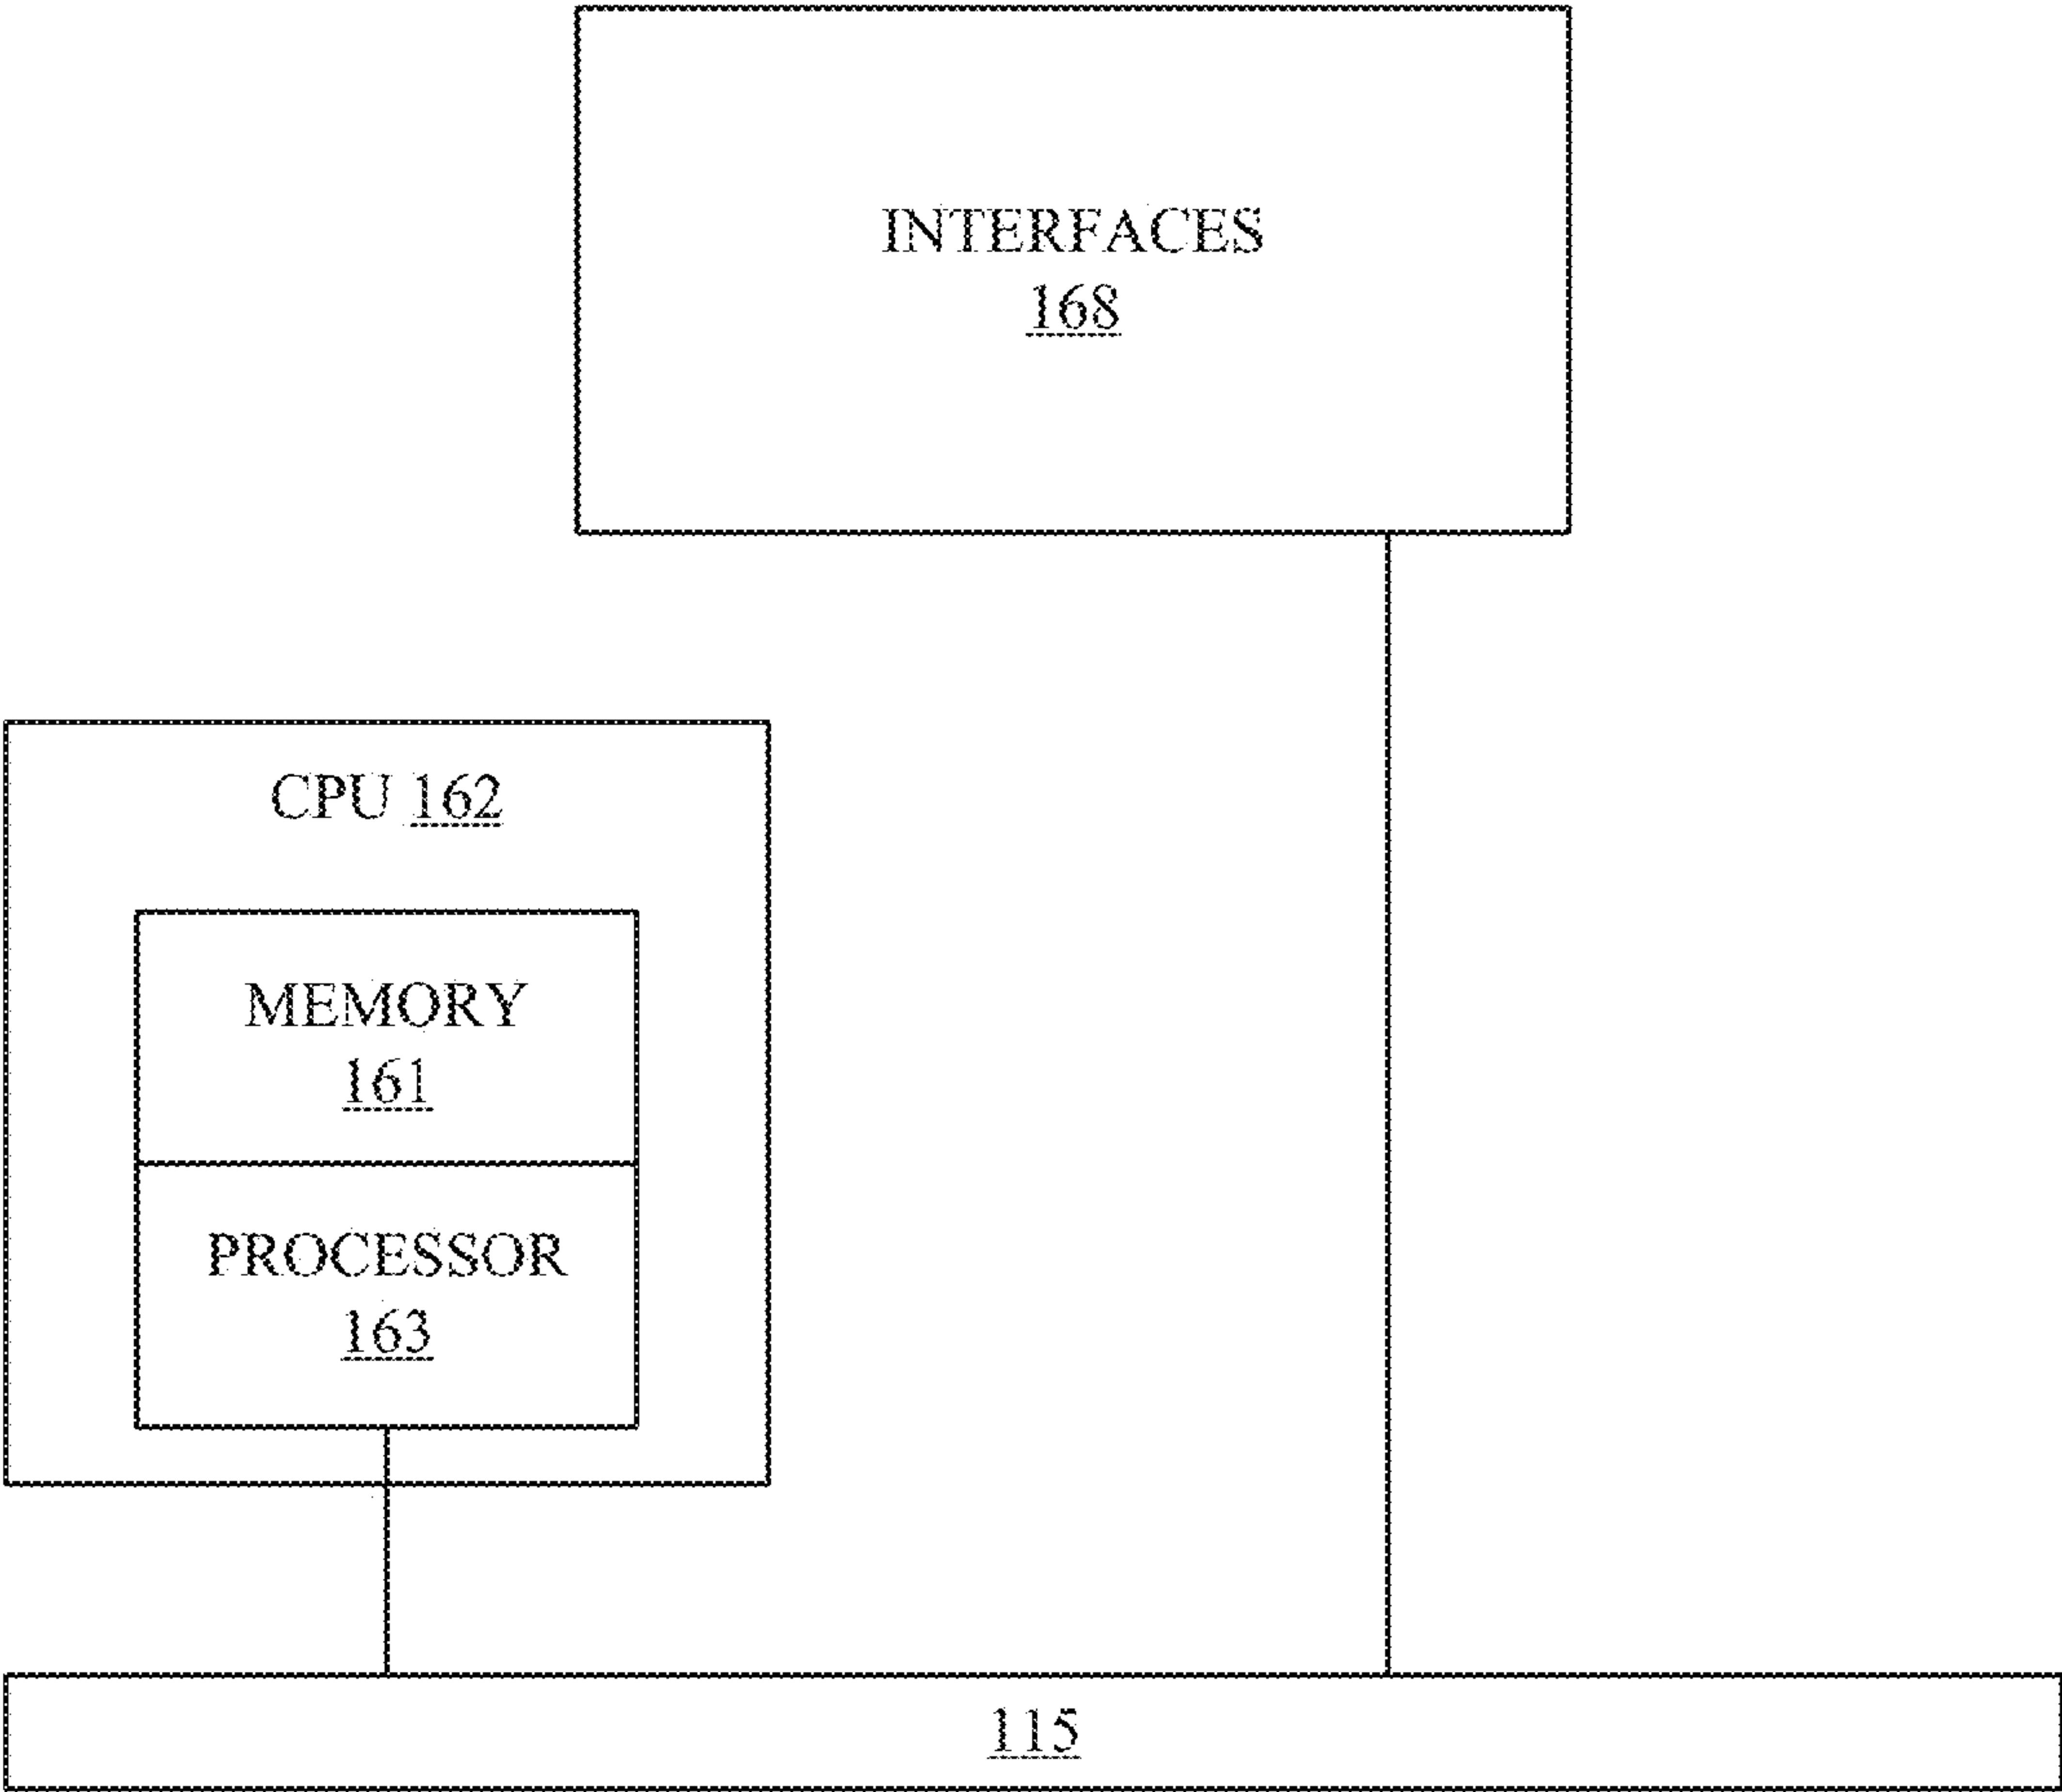 INTERFACES
168
CPU 162
MEMORY
161
PROCESSOR
163
115